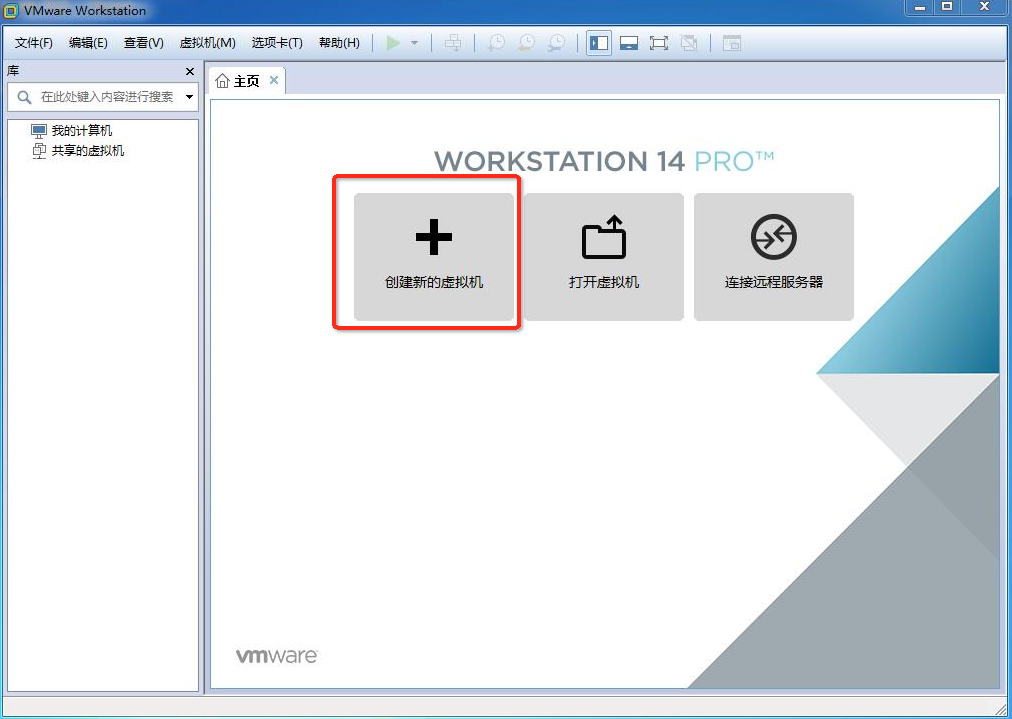 VMware Workstation
文件(F) 编辑(E) 查看(V) 虚拟机(M) 选项卡(T) 帮助(H)
库
在此处键入内容进行搜索
我的计算机
共享的虚拟机
主页
WORKSTATION 14 PRO™
创建新的虚拟机
打开虚拟机
连接远程服务器
vmware